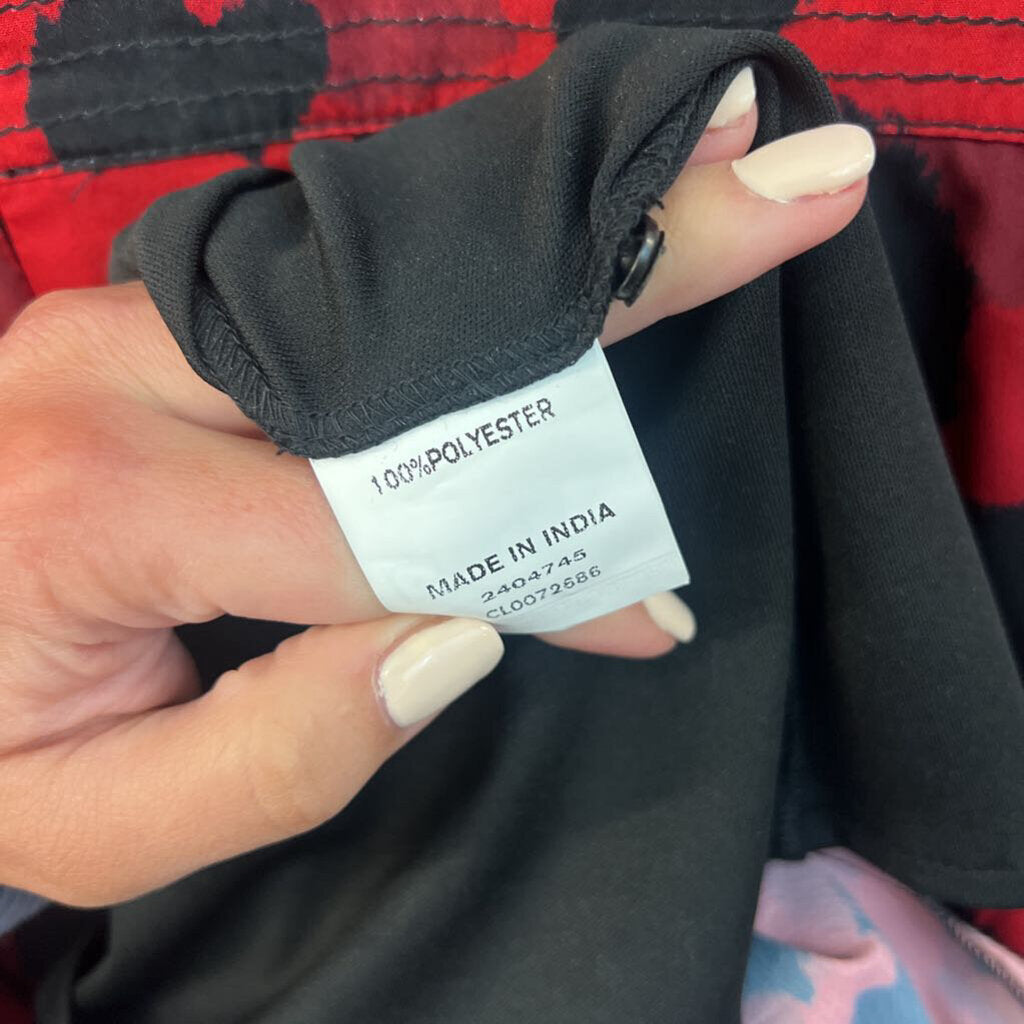 100%POLYESTER
MADE IN INDIA
2404745
CL0072686